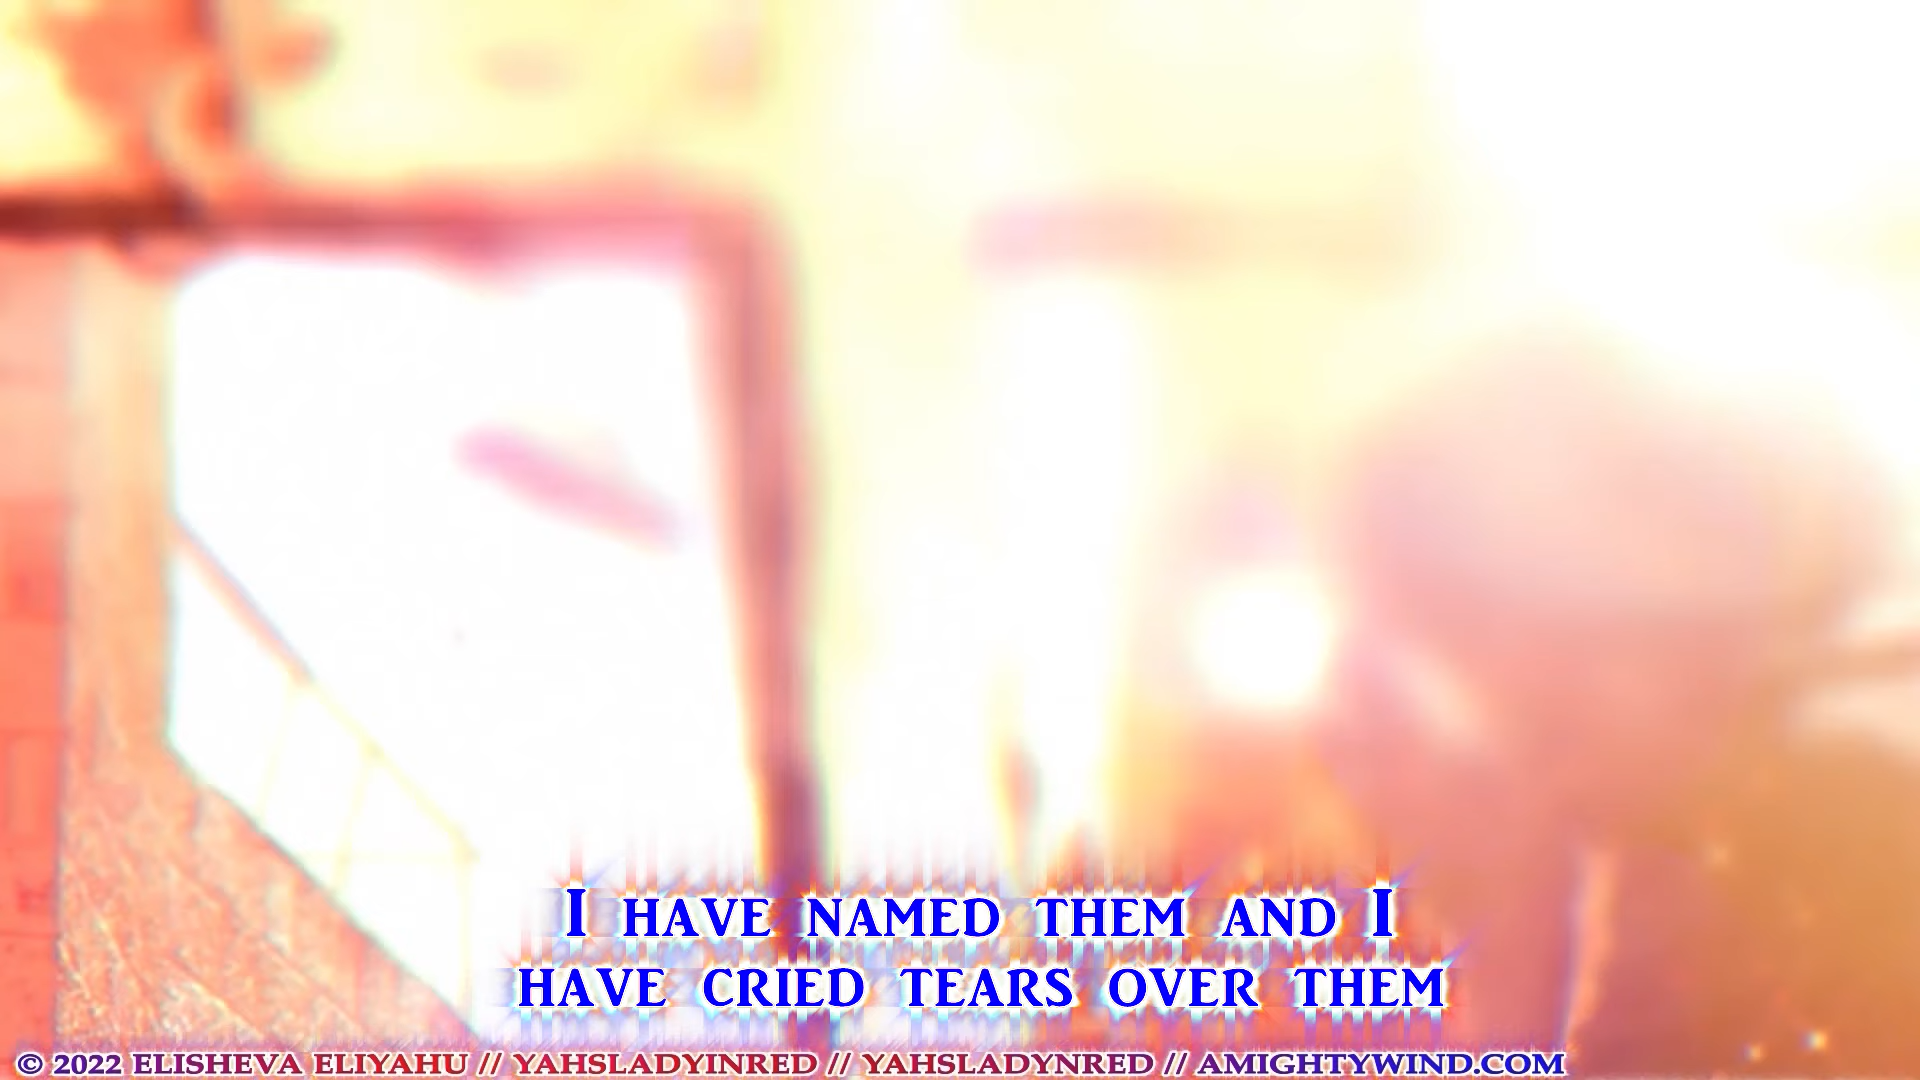 I HAVE NAMED THEM AND I
HAVE CRIED TEARS OVER THEM
© 2022 ELISHEVA ELIYAHU // YAHSLADYINRED // YAHSLADYNRED // AMIGHTYWIND.COM